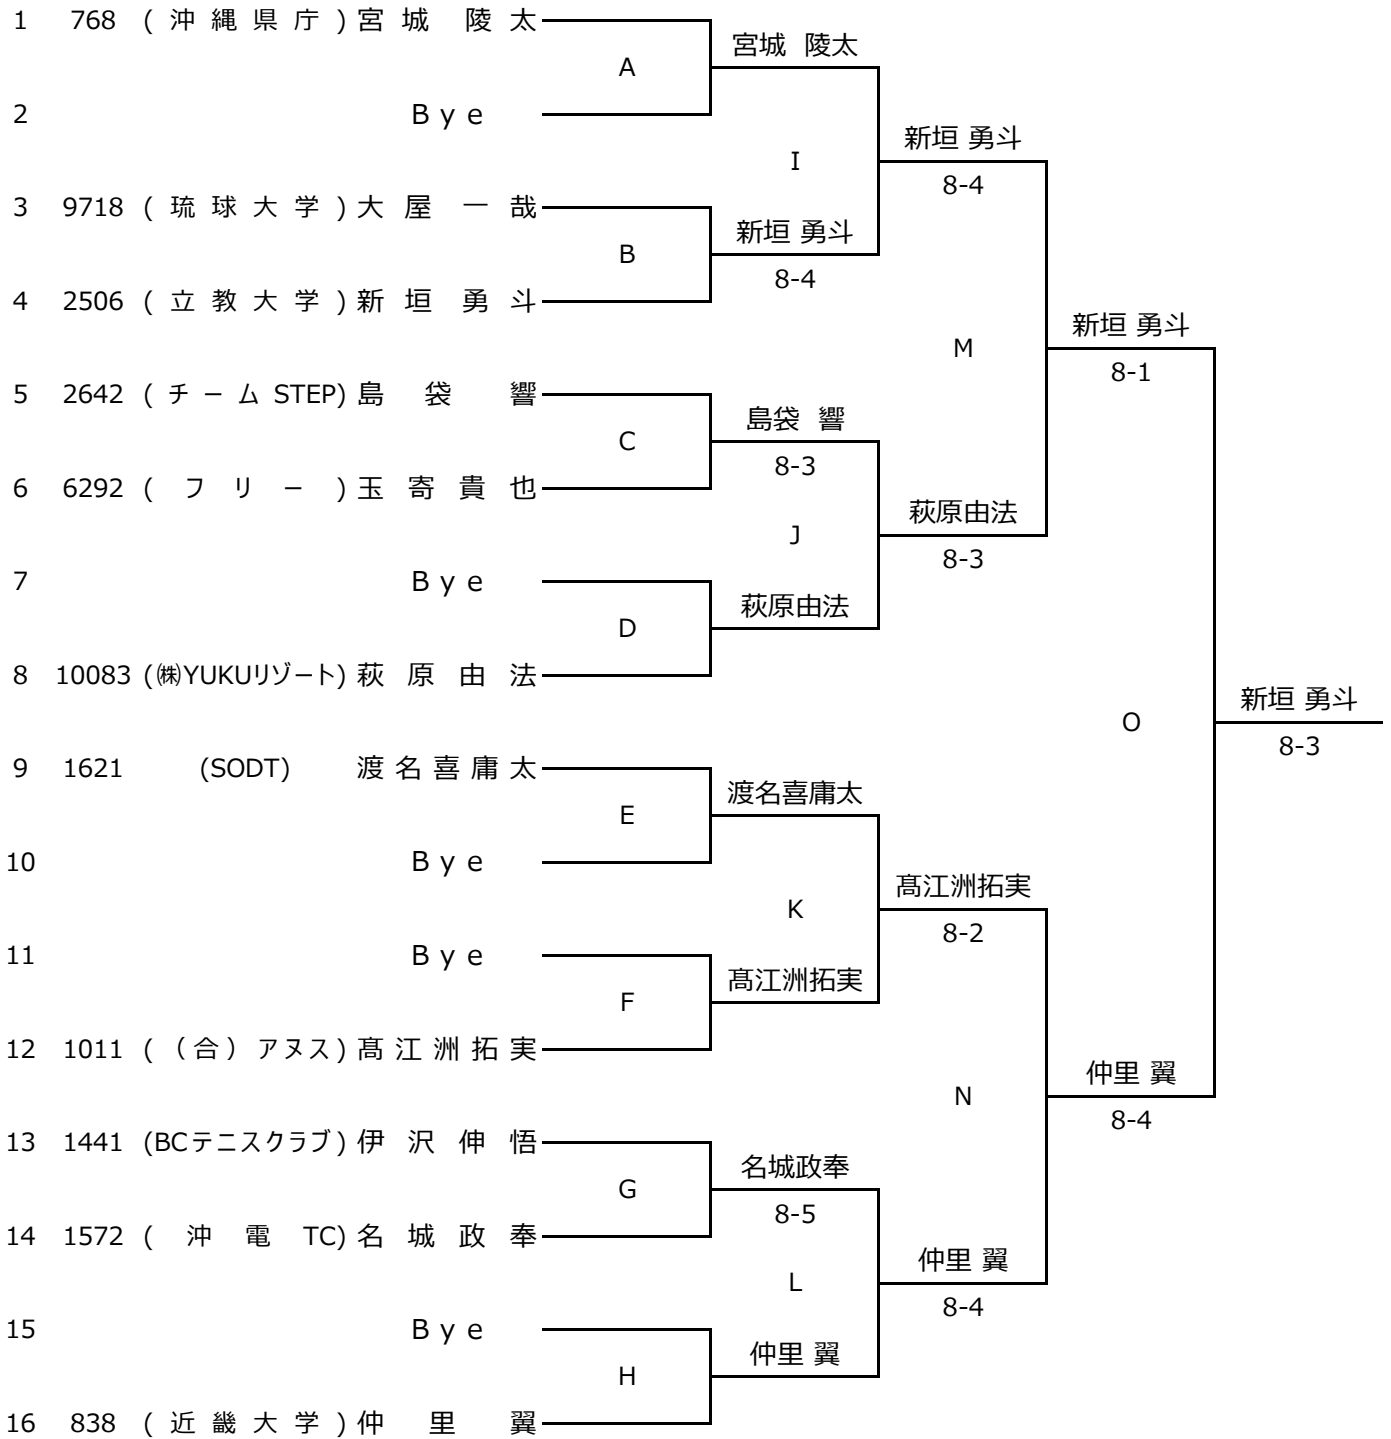 1 768 (沖縄県庁) 宮城 陵太
宮城 陵太
A
2 Bye
新垣 勇斗
I
8-4
3 9718 (琉球大学) 大屋 一哉
新垣 勇斗
B
8-4
4 2506 (立教大学) 新垣 勇斗
新垣 勇斗
M
8-1
5 2642 (チームSTEP) 島袋 響
島袋 響
C
8-3
6 6292 (フリー) 玉寄貴也
萩原由法
J
8-3
7 Bye
萩原由法
D
8 10083 (㈱YUKUリゾート) 萩原由法
新垣 勇斗
O
8-3
9 1621 (SODT) 渡名喜庸太
渡名喜庸太
E
10 Bye
髙江洲拓実
K
8-2
11 Bye
髙江洲拓実
F
12 1011 ((合)アヌス) 髙江洲拓実
仲里 翼
N
8-4
13 1441 (BCテニスクラブ) 伊沢伸悟
名城政奉
G
8-5
14 1572 (沖電TC) 名城政奉
仲里 翼
L
8-4
15 Bye
仲里 翼
H
16 838 (近畿大学) 仲里 翼